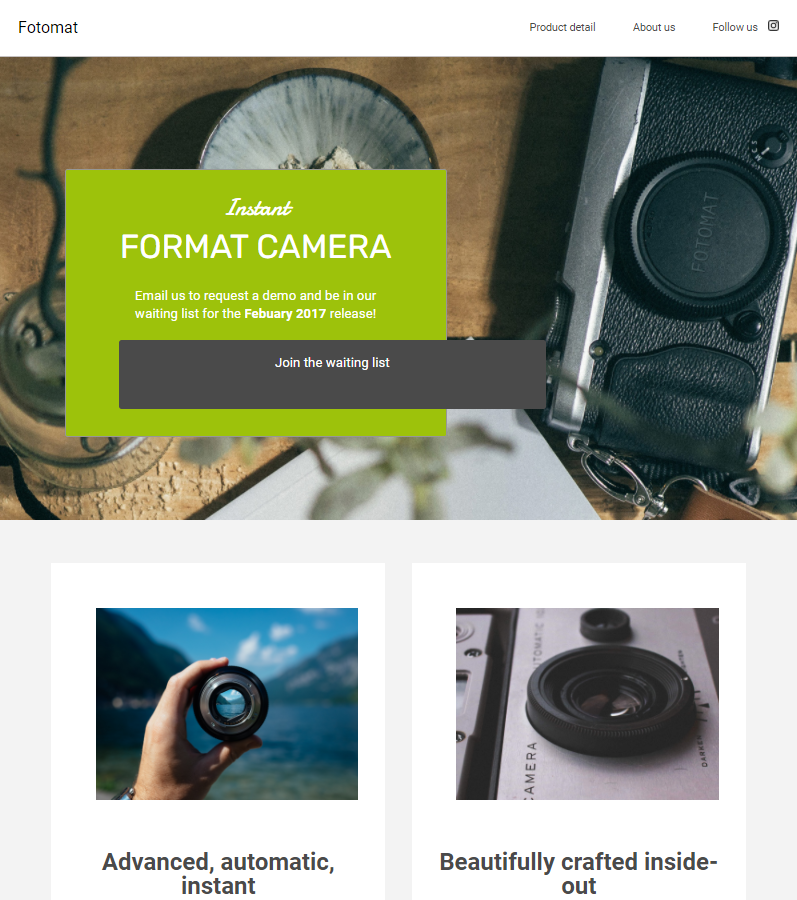 Fotomat
Product detail About us Follow us
FOTOMAT
Instant
FORMAT CAMERA
Email us to request a demo and be in our
waiting list for the Febuary 2017 release!
Join the waiting list
CAMERA
Advanced, automatic,
instant
Beautifully crafted inside-
out